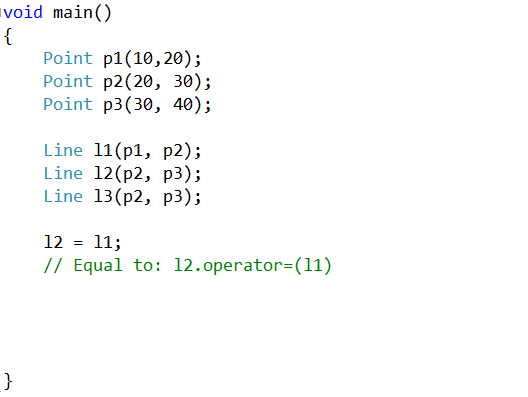 void main()
{
Point p1(10,20);
Point p2(20, 30);
Point p3(30, 40);
Line l1(p1, p2);
Line l2(p2, p3);
Line l3(p2, p3);
l2 = l1;
// Equal to: l2.operator=(l1)
}